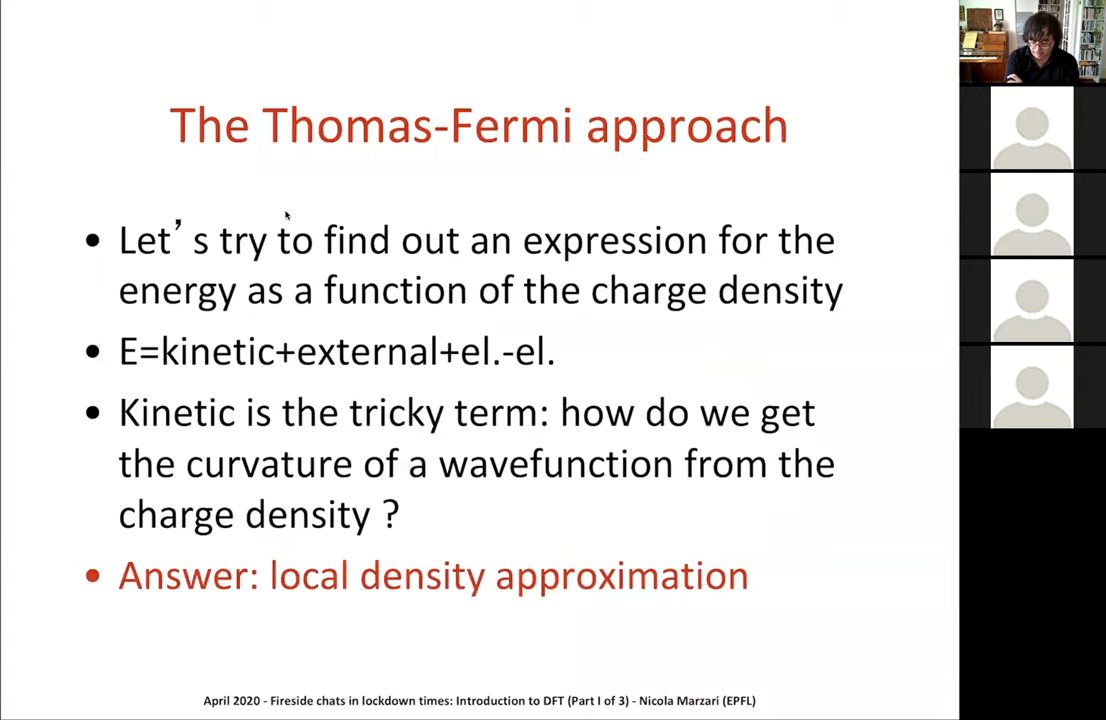 The Thomas-Fermi approach
• Let’s try to find out an expression for the
energy as a function of the charge density
• E=kinetic+external+el.-el.
• Kinetic is the tricky term: how do we get
the curvature of a wavefunction from the
charge density ?
• Answer: local density approximation
April 2020 - Fireside chats in lockdown times: Introduction to DFT (Part I of 3) - Nicola Marzari (EPFL)